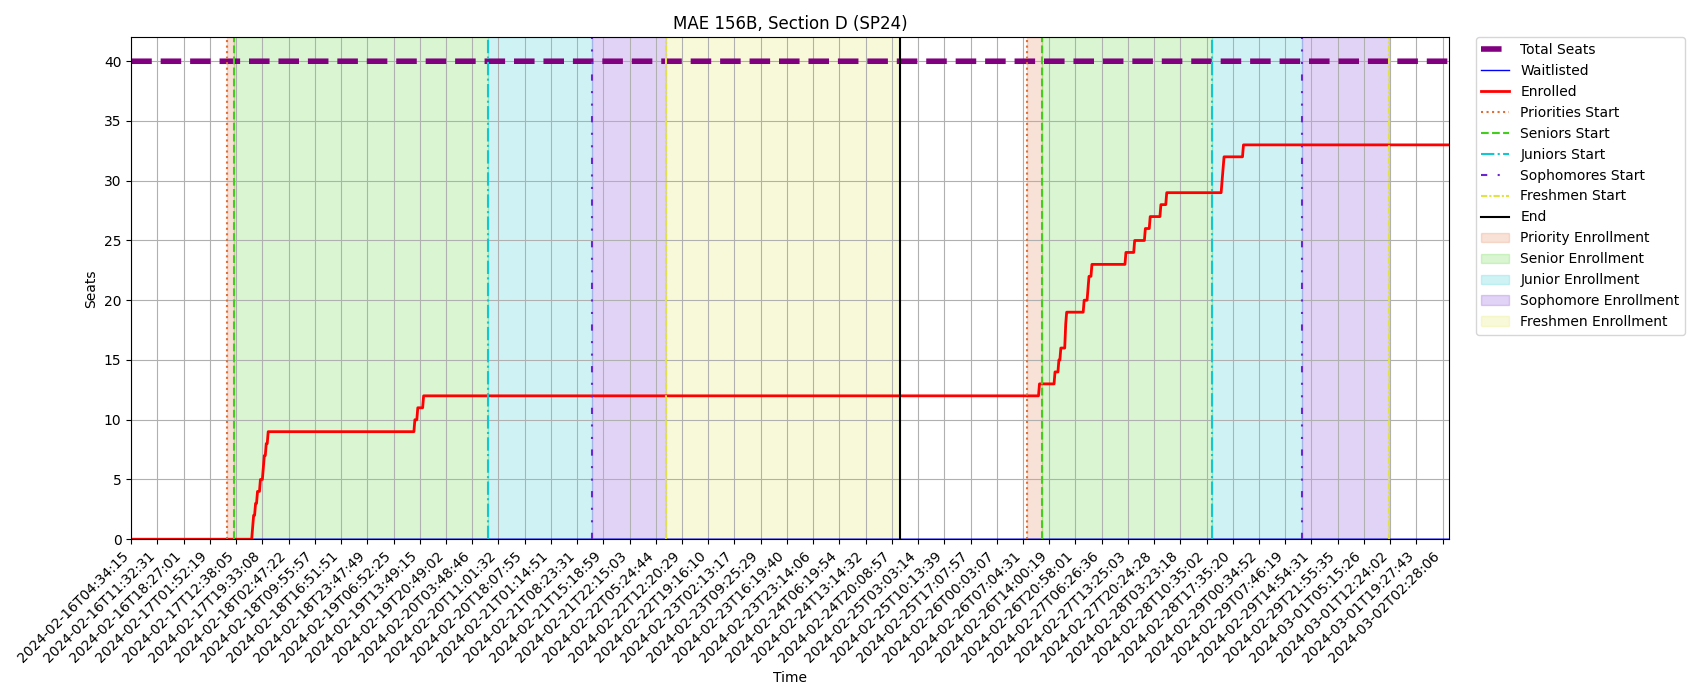 MAE 156B, Section D (SP24)
Seats
40
35
30
25
20
15
10
5
0
2024-02-16T04:34:15
2024-02-16T11:32:31
2024-02-16T18:27:01
2024-02-17T01:52:19
2024-02-17T12:38:05
2024-02-17T19:33:08
2024-02-18T02:47:22
2024-02-18T09:55:57
2024-02-18T16:51:51
2024-02-18T23:47:49
2024-02-19T06:52:25
2024-02-19T13:49:15
2024-02-19T20:49:02
2024-02-20T03:48:46
2024-02-20T11:01:32
2024-02-20T18:07:55
2024-02-21T01:14:51
2024-02-21T08:23:31
2024-02-21T15:18:59
2024-02-21T22:15:03
2024-02-22T05:24:44
2024-02-22T12:20:29
2024-02-22T19:16:10
2024-02-23T02:13:17
2024-02-23T09:25:29
2024-02-23T16:19:40
2024-02-23T23:14:06
2024-02-24T06:19:54
2024-02-24T13:14:32
2024-02-24T20:08:57
2024-02-25T03:03:14
2024-02-25T10:13:39
2024-02-25T17:07:57
2024-02-26T00:03:07
2024-02-26T07:04:31
2024-02-26T14:00:19
2024-02-26T20:58:01
2024-02-27T06:26:36
2024-02-27T13:25:03
2024-02-27T20:24:28
2024-02-28T03:23:18
2024-02-28T10:35:02
2024-02-28T17:35:20
2024-02-29T00:34:52
2024-02-29T07:46:19
2024-02-29T14:54:31
2024-02-29T21:55:35
2024-03-01T05:15:26
2024-03-01T12:24:02
2024-03-01T19:27:43
2024-03-02T02:28:06
Time
Total Seats
Waitlisted
Enrolled
Priorities Start
Seniors Start
Juniors Start
Sophomores Start
Freshmen Start
End
Priority Enrollment
Senior Enrollment
Junior Enrollment
Sophomore Enrollment
Freshmen Enrollment